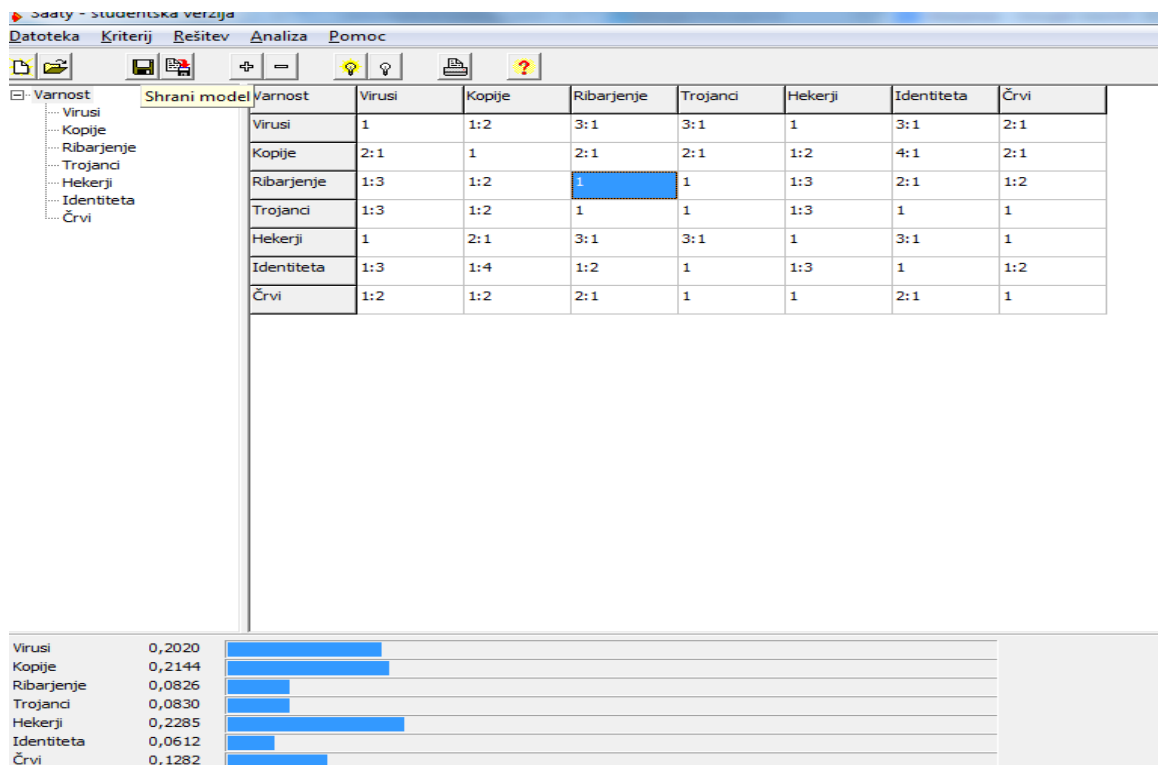 Saaty - študentska verzija
Datoteka Kriterij Rešitev Analiza Pomoc
?
Shrani model
Varnost
Virusi
Kopije
Ribarjenje
Trojanci
Hekerji
Identiteta
Črvi
Varnost Virusi Kopije Ribarjenje Trojanci Hekerji Identiteta Črvi
Virusi 1 1:2 3:1 3:1 1 3:1 2:1
Kopije 2:1 1 2:1 2:1 1:2 4:1 2:1
Ribarjenje 1:3 1:2 1 1 1:3 2:1 1:2
Trojanci 1:3 1:2 1 1 1:3 1 1
Hekerji 1 2:1 3:1 3:1 1 3:1 1
Identiteta 1:3 1:4 1:2 1 1:3 1 1:2
Črvi 1:2 1:2 2:1 1 1 2:1 1
Virusi 0,2020
Kopije 0,2144
Ribarjenje 0,0826
Trojanci 0,0830
Hekerji 0,2285
Identiteta 0,0612
Črvi 0,1282